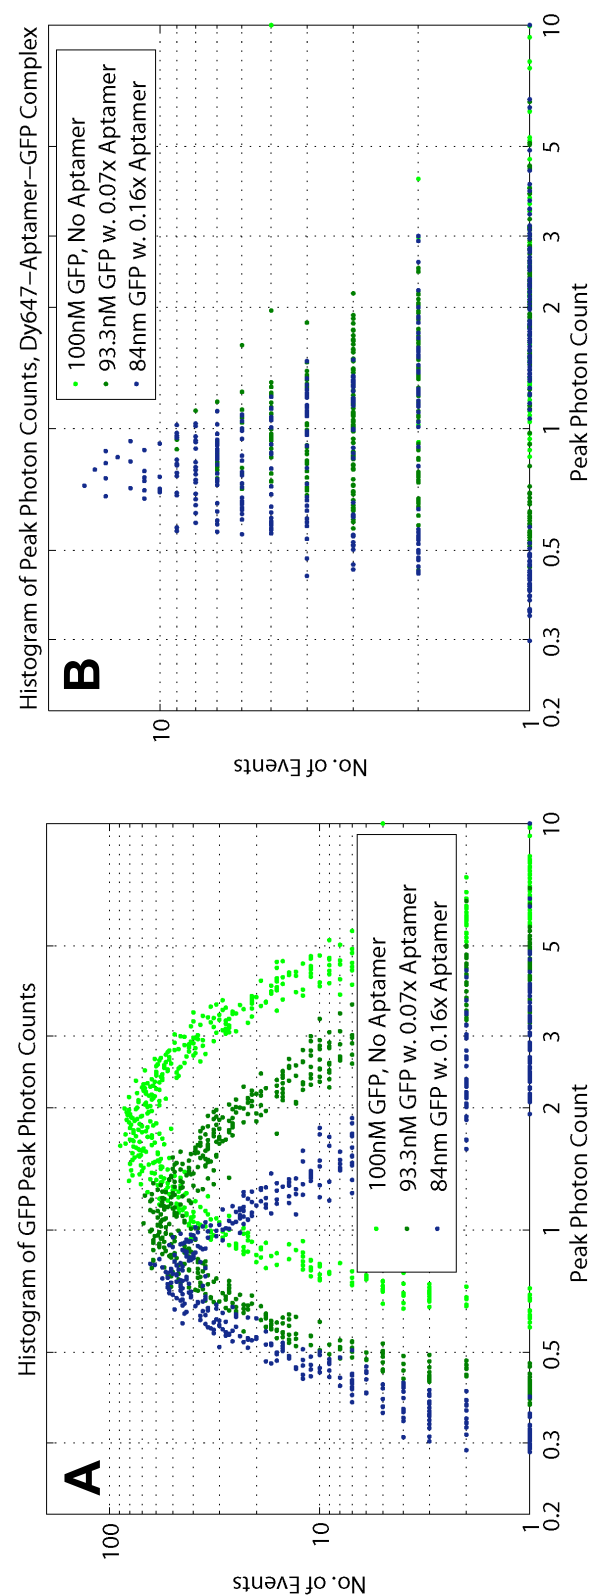 A
Histogram of GFP Peak Photon Counts
100
10
1
No. of Events
100nM GFP, No Aptamer
93.3nM GFP w. 0.07x Aptamer
84nm GFP w. 0.16x Aptamer
0.2 0.3 0.5 1 2 3 5 10
Peak Photon Count
B
Histogram of Peak Photon Counts, Dy647−Aptamer−GFP Complex
10
1
No. of Events
100nM GFP, No Aptamer
93.3nM GFP w. 0.07x Aptamer
84nm GFP w. 0.16x Aptamer
0.2 0.3 0.5 1 2 3 5 10
Peak Photon Count